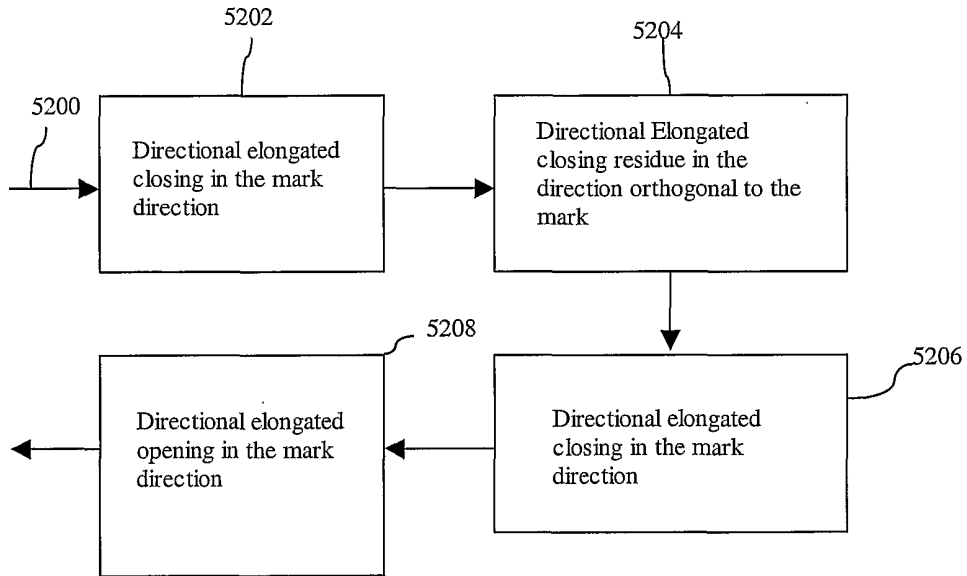 5202
5204
5200
Directional elongated
closing in the mark
direction
Directional Elongated
closing residue in the
direction orthogonal to the
mark
5208
5206
Directional elongated
opening in the mark
direction
Directional elongated
closing in the mark
direction